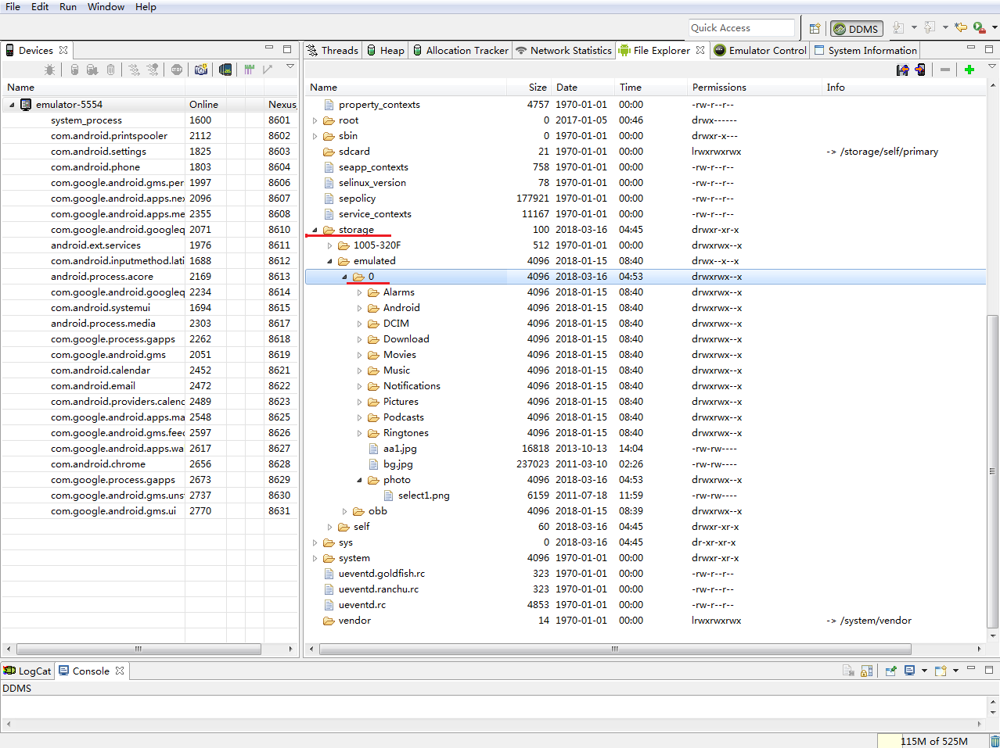 File Edit Run Window Help
Quick Access DDMS
Devices
Threads Heap Allocation Tracker Network Statistics File Explorer Emulator Control System Information
Name
Name Size Date Time Permissions Info
emulator-5554 Online Nexus_
system_process 1600 8601
com.android.printspooler 2112 8602
com.android.settings 1825 8603
com.android.phone 1803 8604
com.google.android.gms.per 1997 8606
com.google.android.apps.nex 2096 8607
com.google.android.apps.me 2355 8608
com.google.android.googleq 2071 8610
android.ext.services 1976 8611
com.android.inputmethod.lati 1688 8612
android.process.acore 2169 8613
com.google.android.googleq 2234 8614
com.android.systemui 1694 8615
android.process.media 2303 8617
com.google.process.gapps 2262 8618
com.google.android.gms 2051 8619
com.android.calendar 2452 8621
com.android.email 2472 8622
com.android.providers.calenc 2489 8623
com.google.android.apps.ma 2548 8625
com.google.android.gms.feec 2597 8626
com.google.android.apps.wa 2617 8627
com.android.chrome 2656 8628
com.google.process.gapps 2673 8629
com.google.android.gms.uns 2737 8630
com.google.android.gms.ui 2770 8631
property_contexts 4757 1970-01-01 00:00 -rw-r--r--
root 0 2017-01-05 00:46 drwx------
sbin 0 1970-01-01 00:00 drwxr-x---
sdcard 21 1970-01-01 00:00 lrwxrwxrwx -> /storage/self/primary
seapp_contexts 758 1970-01-01 00:00 -rw-r--r--
selinux_version 78 1970-01-01 00:00 -rw-r--r--
sepolicy 177921 1970-01-01 00:00 -rw-r--r--
service_contexts 11167 1970-01-01 00:00 -rw-r--r--
storage 100 2018-03-16 04:45 drwxr-xr-x
1005-320F 512 1970-01-01 00:00 drwxrwx--x
emulated 4096 2018-01-15 08:40 drwx--x--x
0 4096 2018-03-16 04:53 drwxrwx--x
Alarms 4096 2018-01-15 08:40 drwxrwx--x
Android 4096 2018-01-15 08:40 drwxrwx--x
DCIM 4096 2018-01-15 08:40 drwxrwx--x
Download 4096 2018-01-15 08:40 drwxrwx--x
Movies 4096 2018-01-15 08:40 drwxrwx--x
Music 4096 2018-01-15 08:40 drwxrwx--x
Notifications 4096 2018-01-15 08:40 drwxrwx--x
Pictures 4096 2018-01-15 08:40 drwxrwx--x
Podcasts 4096 2018-01-15 08:40 drwxrwx--x
Ringtones 4096 2018-01-15 08:40 drwxrwx--x
aa1.jpg 16818 2013-10-13 14:04 -rw-rw----
bg.jpg 237023 2011-03-10 02:26 -rw-rw----
photo 4096 2018-03-16 04:53 drwxrwx--x
select1.png 6159 2011-07-18 11:59 -rw-rw----
obb 4096 2018-01-15 08:39 drwxrwx--x
self 60 2018-03-16 04:45 drwxr-xr-x
sys 0 2018-03-16 04:45 dr-xr-xr-x
system 4096 1970-01-01 00:00 drwxr-xr-x
ueventd.goldfish.rc 323 1970-01-01 00:00 -rw-r--r--
ueventd.ranchu.rc 323 1970-01-01 00:00 -rw-r--r--
ueventd.rc 4853 1970-01-01 00:00 -rw-r--r--
vendor 14 1970-01-01 00:00 lrwxrwxrwx -> /system/vendor
LogCat Console
DDMS
115M of 525M